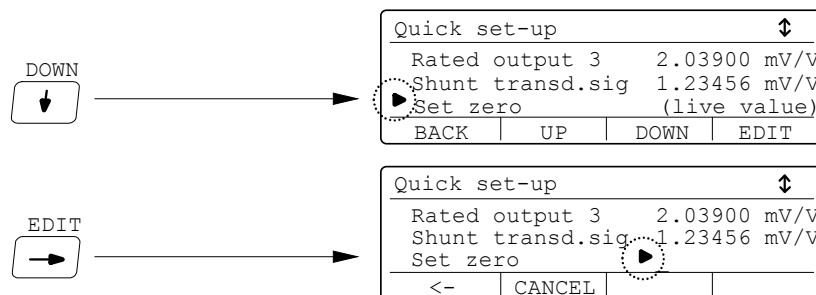 DOWN
Quick set-up
Rated output 3 2.03900 mV/V
Shunt transd.sig 1.23456 mV/V
Set zero (live value)
BACK UP DOWN EDIT
EDIT
Quick set-up
Rated output 3 2.03900 mV/V
Shunt transd.sig 1.23456 mV/V
Set zero
<- CANCEL